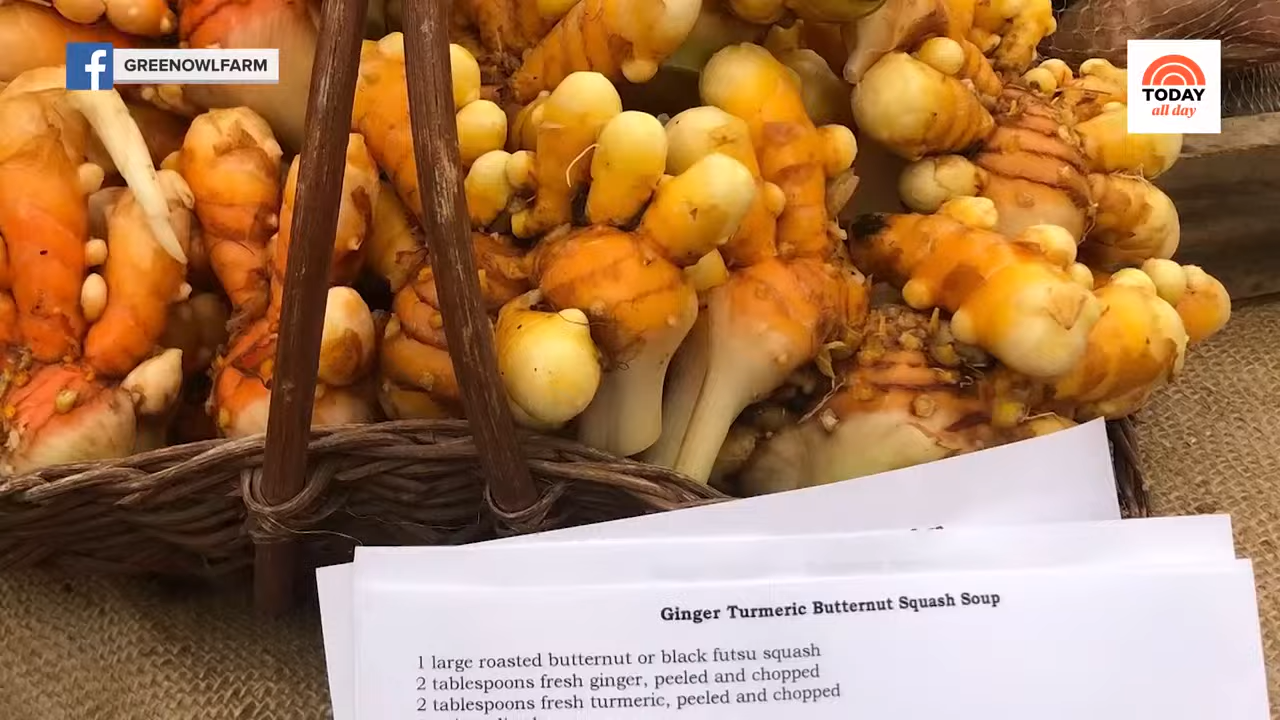 GREENOWLFARM
TODAY
all day
Ginger Turmeric Butternut Squash Soup
1 large roasted butternut or black futsu squash
2 tablespoons fresh ginger, peeled and chopped
2 tablespoons fresh turmeric, peeled and chopped